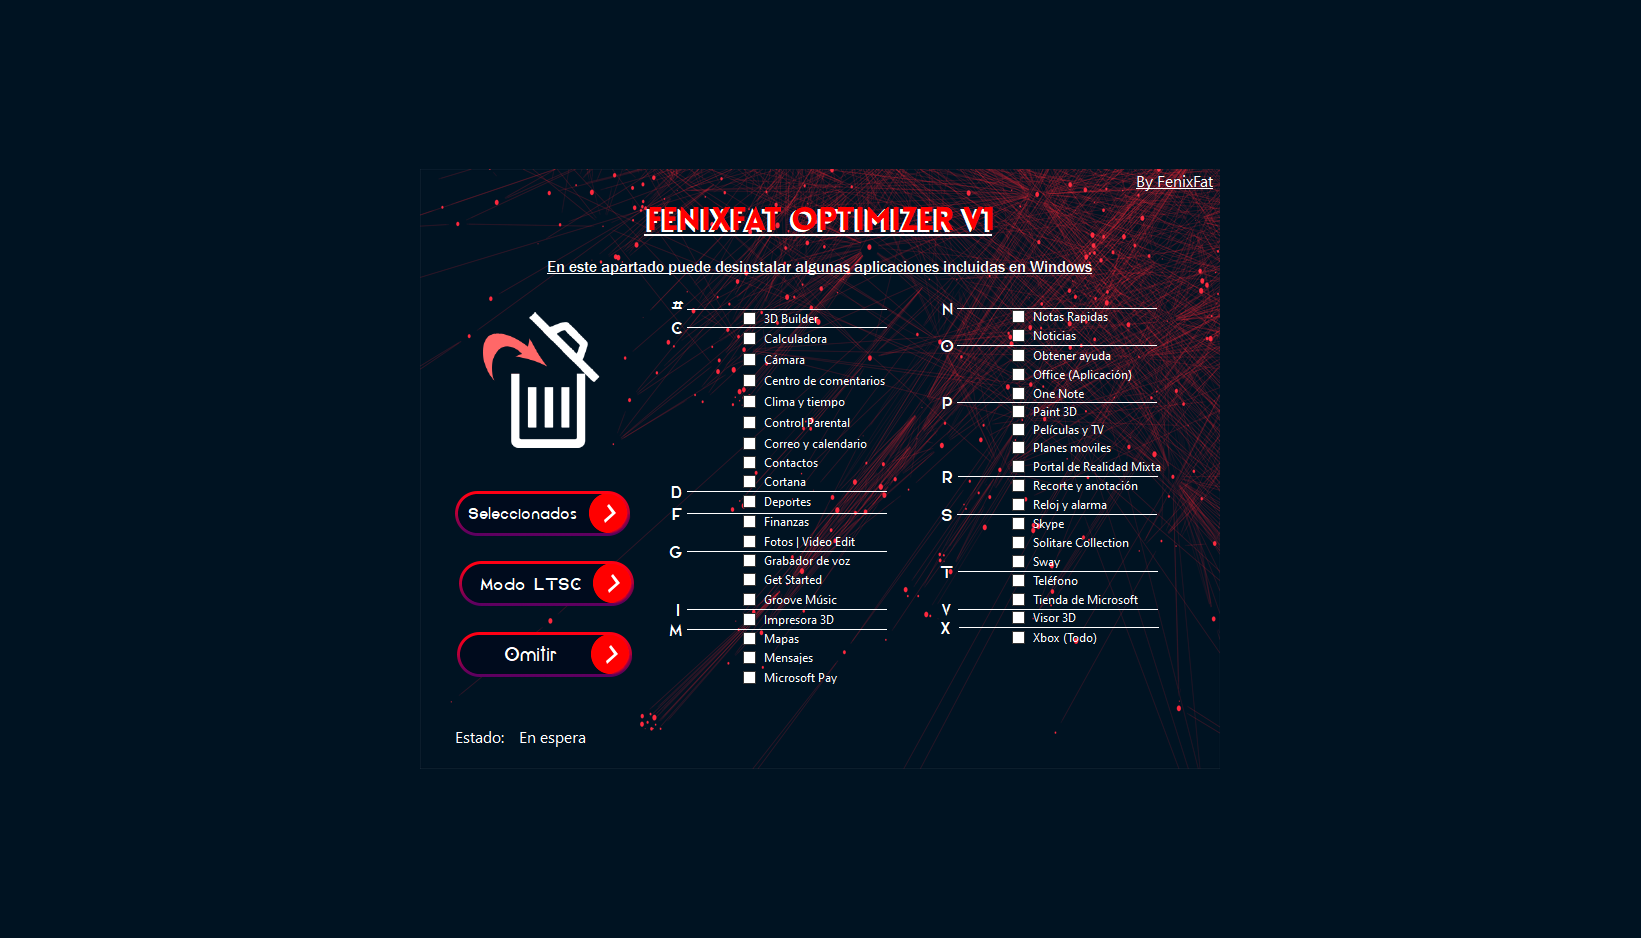 By FenixFat
FENIXFAT OPTIMIZER V1
En este apartado puede desinstalar algunas aplicaciones incluidas en Windows
#
3D Builder
C
Calculadora
Cámara
Centro de comentarios
Clima y tiempo
Control Parental
Correo y calendario
Contactos
Cortana
D
Deportes
F
Finanzas
Fotos | Video Edit
G
Grabador de voz
Get Started
Groove Músic
I
Impresora 3D
M
Mapas
Mensajes
Microsoft Pay
N
Notas Rapidas
Noticias
O
Obtener ayuda
Office (Aplicación)
One Note
P
Paint 3D
Películas y TV
Planes moviles
Portal de Realidad Mixta
R
Recorte y anotación
Reloj y alarma
S
Skype
Solitare Collection
Sway
T
Teléfono
Tienda de Microsoft
V
Visor 3D
X
Xbox (Todo)
Seleccionados
Modo LTSC
Omitir
Estado: En espera